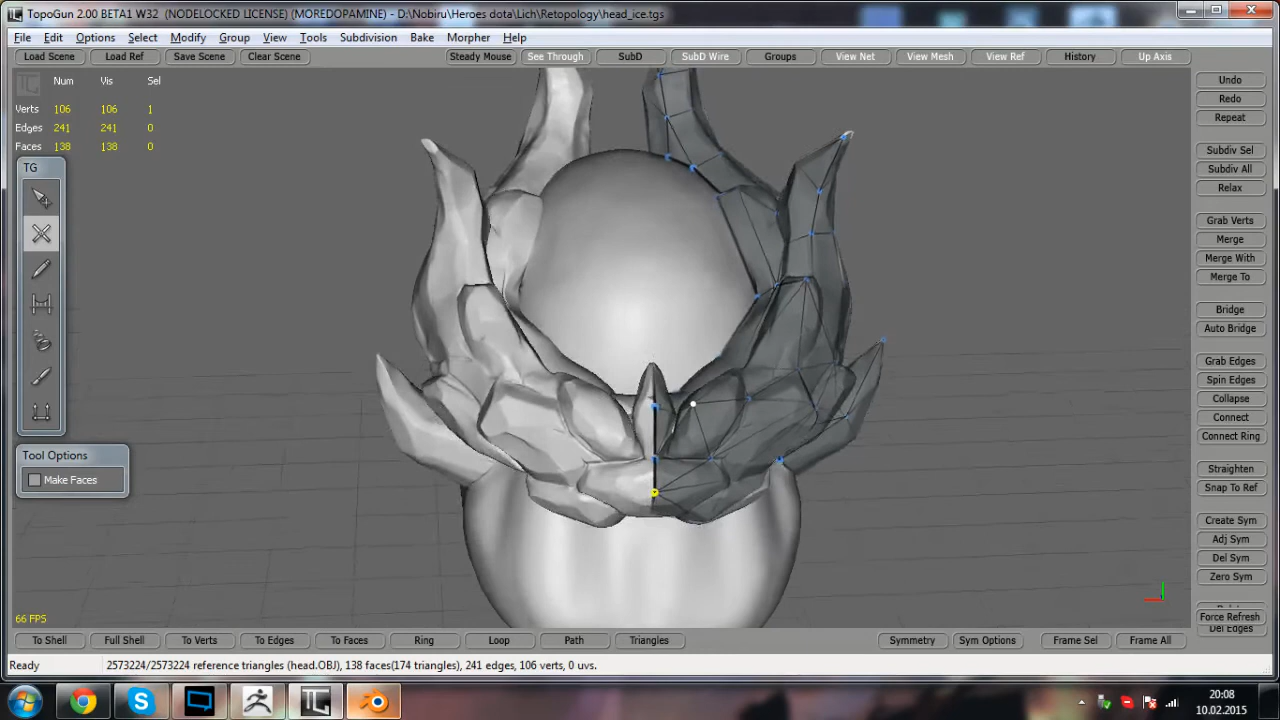 TopoGun 2.00 BETA1 W32 (NODELOCKED LICENSE) (MOREDOPAMINE) - D:\Nobiru\Heroes dota\Lich\Retopology\head_ice.tgs
File Edit Options Select Modify Group View Tools Subdivision Bake Morpher Help
Load Scene Load Ref Save Scene Clear Scene Steady Mouse See Through SubD SubD Wire Groups View Net View Mesh View Ref History Up Axis
Num Vis Sel
Verts 106 106 1
Edges 241 241 0
Faces 138 138 0
TG
Tool Options
Make Faces
Undo
Redo
Repeat
Subdiv Sel
Subdiv All
Relax
Grab Verts
Merge
Merge With
Merge To
Bridge
Auto Bridge
Grab Edges
Spin Edges
Collapse
Connect
Connect Ring
Straighten
Snap To Ref
Create Sym
Adj Sym
Del Sym
Zero Sym
Force Refresh
Del Edges
66 FPS
To Shell Full Shell To Verts To Edges To Faces Ring Loop Path Triangles Symmetry Sym Options Frame Sel Frame All
Ready 2573224/2573224 reference triangles (head.OBJ), 138 faces(174 triangles), 241 edges, 106 verts, 0 uvs.
20:08
10.02.2015